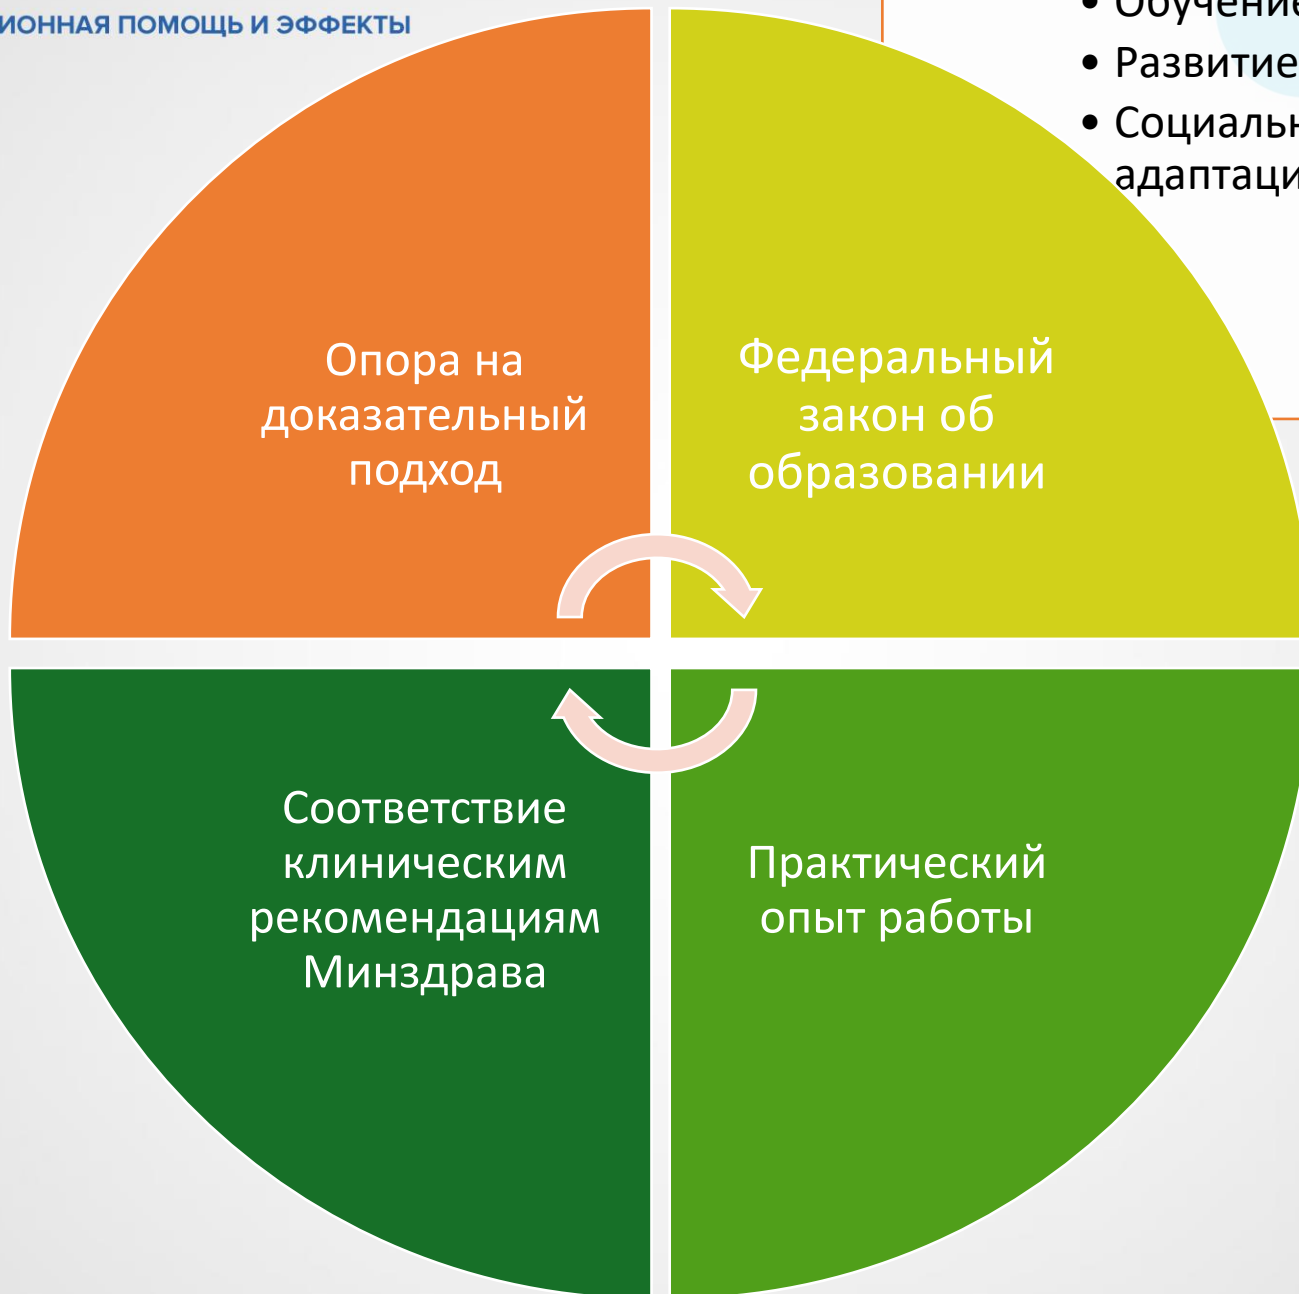 ИОННАЯ ПОМОЩЬ И ЭФФЕКТЫ
• Обучение
• Развитие
• Социальн
адаптаци
Опора на
доказательный
подход
Федеральный
закон об
образовании
Соответствие
клиническим
рекомендациям
Минздрава
Практический
опыт работы